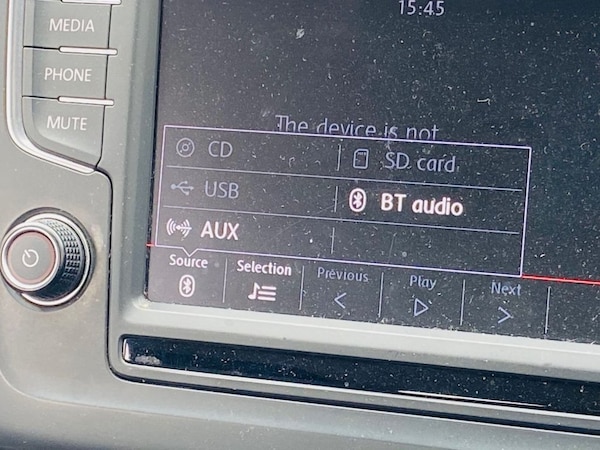 15:45
MEDIA
PHONE
MUTE
The device is not
CD
SD card
USB
BT audio
AUX
Source
Selection
Previous
Play
Next